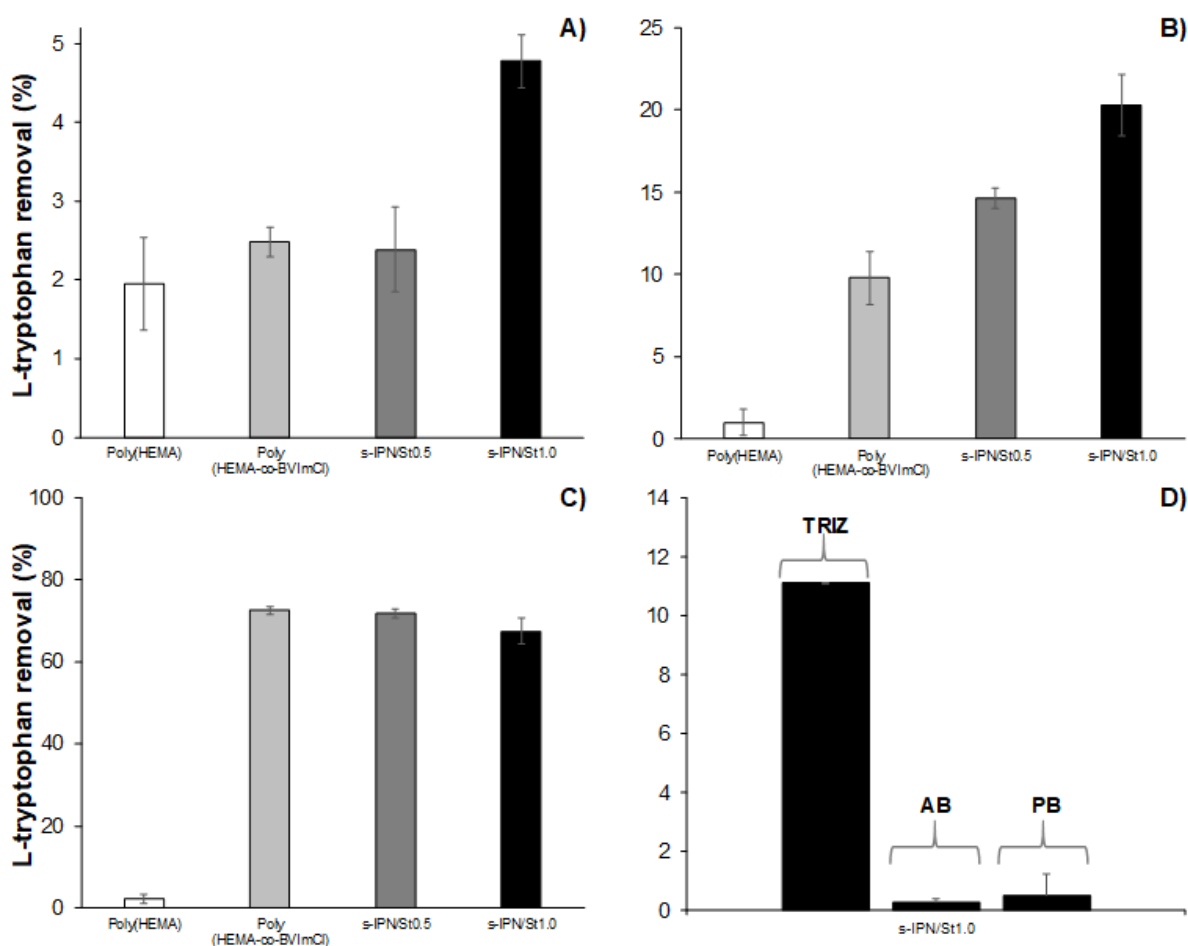 A)
L-tryptophan removal (%)
5
4
3
2
1
0
Poly(HEMA)
Poly
(HEMA-co-BVImCl)
s-IPN/St0.5
s-IPN/St1.0
B)
25
20
15
10
5
0
Poly(HEMA)
Poly
(HEMA-co-BVImCl)
s-IPN/St0.5
s-IPN/St1.0
C)
L-tryptophan removal (%)
100
80
60
40
20
0
Poly(HEMA)
Poly
(HEMA-co-BVImCl)
s-IPN/St0.5
s-IPN/St1.0
D)
14
12
10
8
6
4
2
0
TRIZ
AB
PB
s-IPN/St1.0